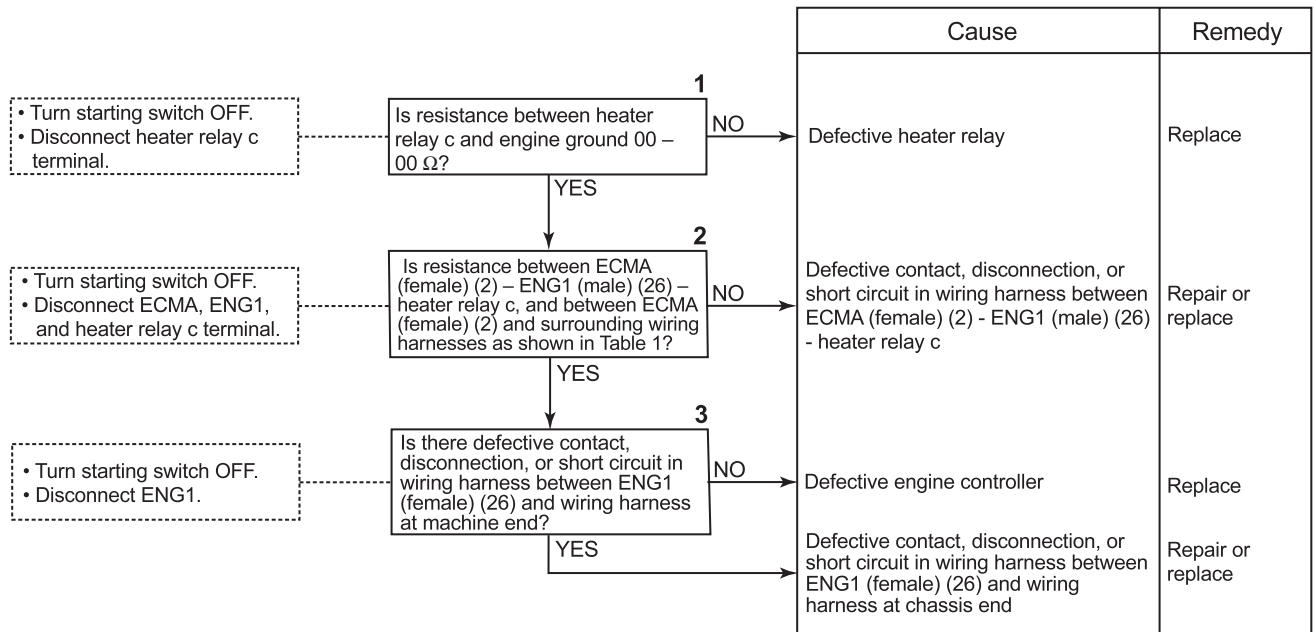 Cause
Remedy
1
• Turn starting switch OFF.
• Disconnect heater relay c
terminal.
Is resistance between heater
relay c and engine ground 00 –
00 Ω?
NO
Defective heater relay
Replace
YES
2
• Turn starting switch OFF.
• Disconnect ECMA, ENG1,
and heater relay c terminal.
Is resistance between ECMA
(female) (2) – ENG1 (male) (26) –
heater relay c, and between ECMA
(female) (2) and surrounding wiring
harnesses as shown in Table 1?
NO
Defective contact, disconnection, or
short circuit in wiring harness between
ECMA (female) (2) - ENG1 (male) (26)
- heater relay c
Repair or
replace
YES
3
• Turn starting switch OFF.
• Disconnect ENG1.
Is there defective contact,
disconnection, or short circuit in
wiring harness between ENG1
(female) (26) and wiring harness
at machine end?
NO
Defective engine controller
Replace
YES
Defective contact, disconnection, or
short circuit in wiring harness between
ENG1 (female) (26) and wiring
harness at chassis end
Repair or
replace